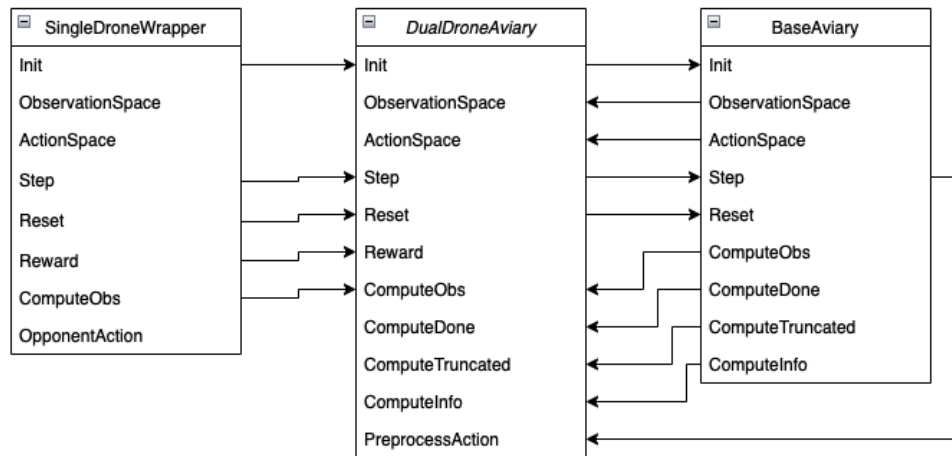 SingleDroneWrapper
Init
ObservationSpace
ActionSpace
Step
Reset
Reward
ComputeObs
OpponentAction
DualDroneAviary
Init
ObservationSpace
ActionSpace
Step
Reset
Reward
ComputeObs
ComputeDone
ComputeTruncated
ComputeInfo
PreprocessAction
BaseAviary
Init
ObservationSpace
ActionSpace
Step
Reset
ComputeObs
ComputeDone
ComputeTruncated
ComputeInfo